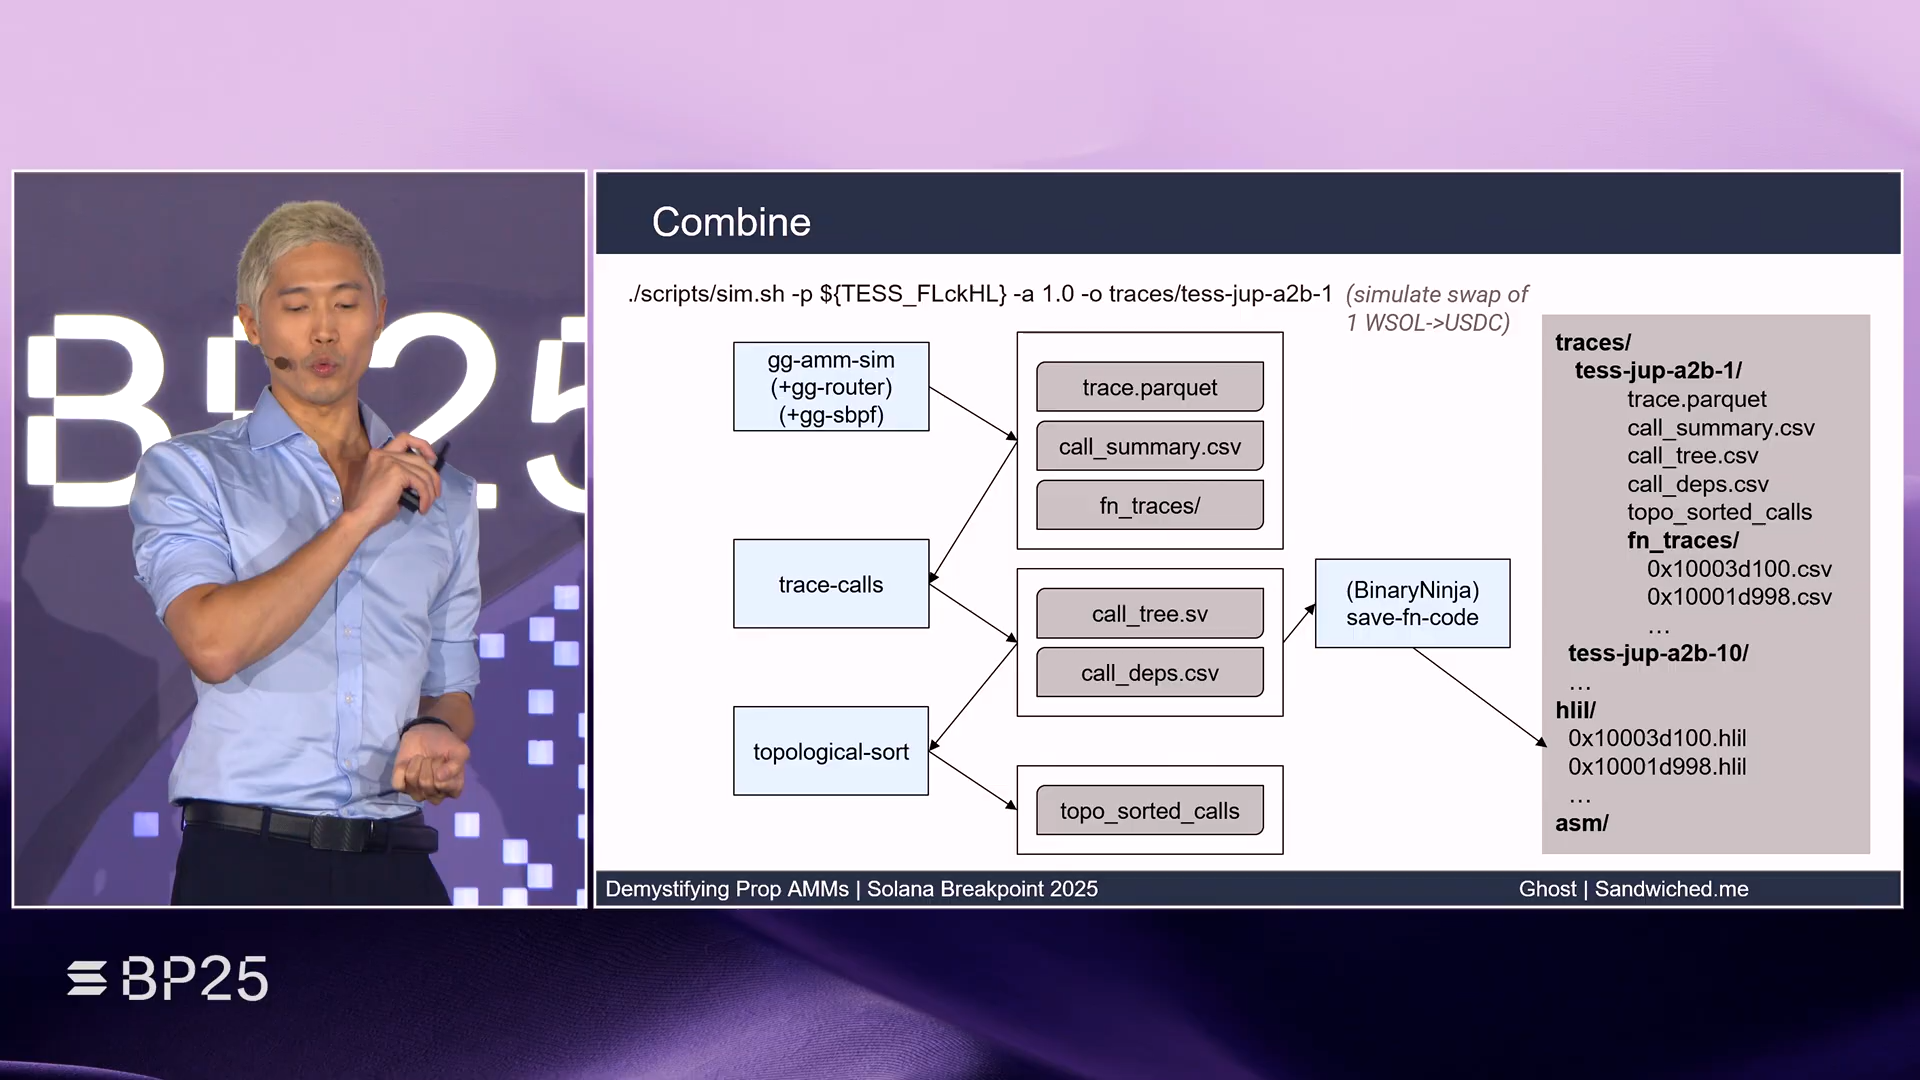 BP25
Combine
./scripts/sim.sh -p ${TESS_FLckHL} -a 1.0 -o traces/tess-jup-a2b-1
(simulate swap of
1 WSOL->USDC)
gg-amm-sim
(+gg-router)
(+gg-sbpf)
trace.parquet
call_summary.csv
fn_traces/
trace-calls
call_tree.sv
call_deps.csv
(BinaryNinja)
save-fn-code
topological-sort
topo_sorted_calls
traces/
tess-jup-a2b-1/
trace.parquet
call_summary.csv
call_tree.csv
call_deps.csv
topo_sorted_calls
fn_traces/
0x10003d100.csv
0x10001d998.csv
...
tess-jup-a2b-10/
...
hlil/
0x10003d100.hlil
0x10001d998.hlil
...
asm/
Demystifying Prop AMMs | Solana Breakpoint 2025
Ghost | Sandwiched.me
BP25